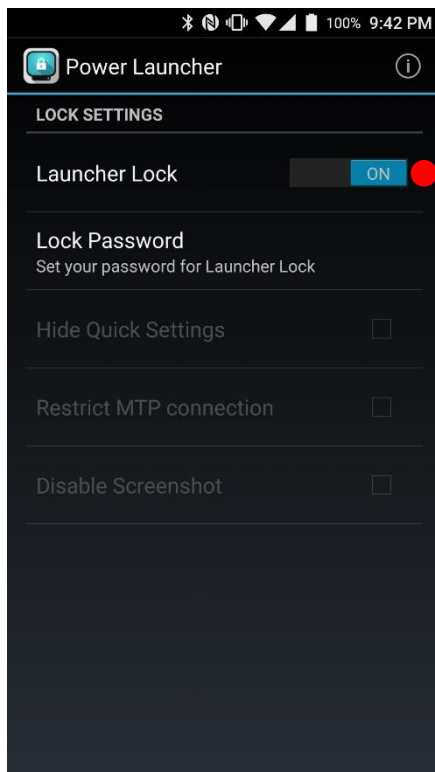 100% 9:42 PM
Power Launcher
LOCK SETTINGS
Launcher Lock ON
Lock Password
Set your password for Launcher Lock
Hide Quick Settings
Restrict MTP connection
Disable Screenshot